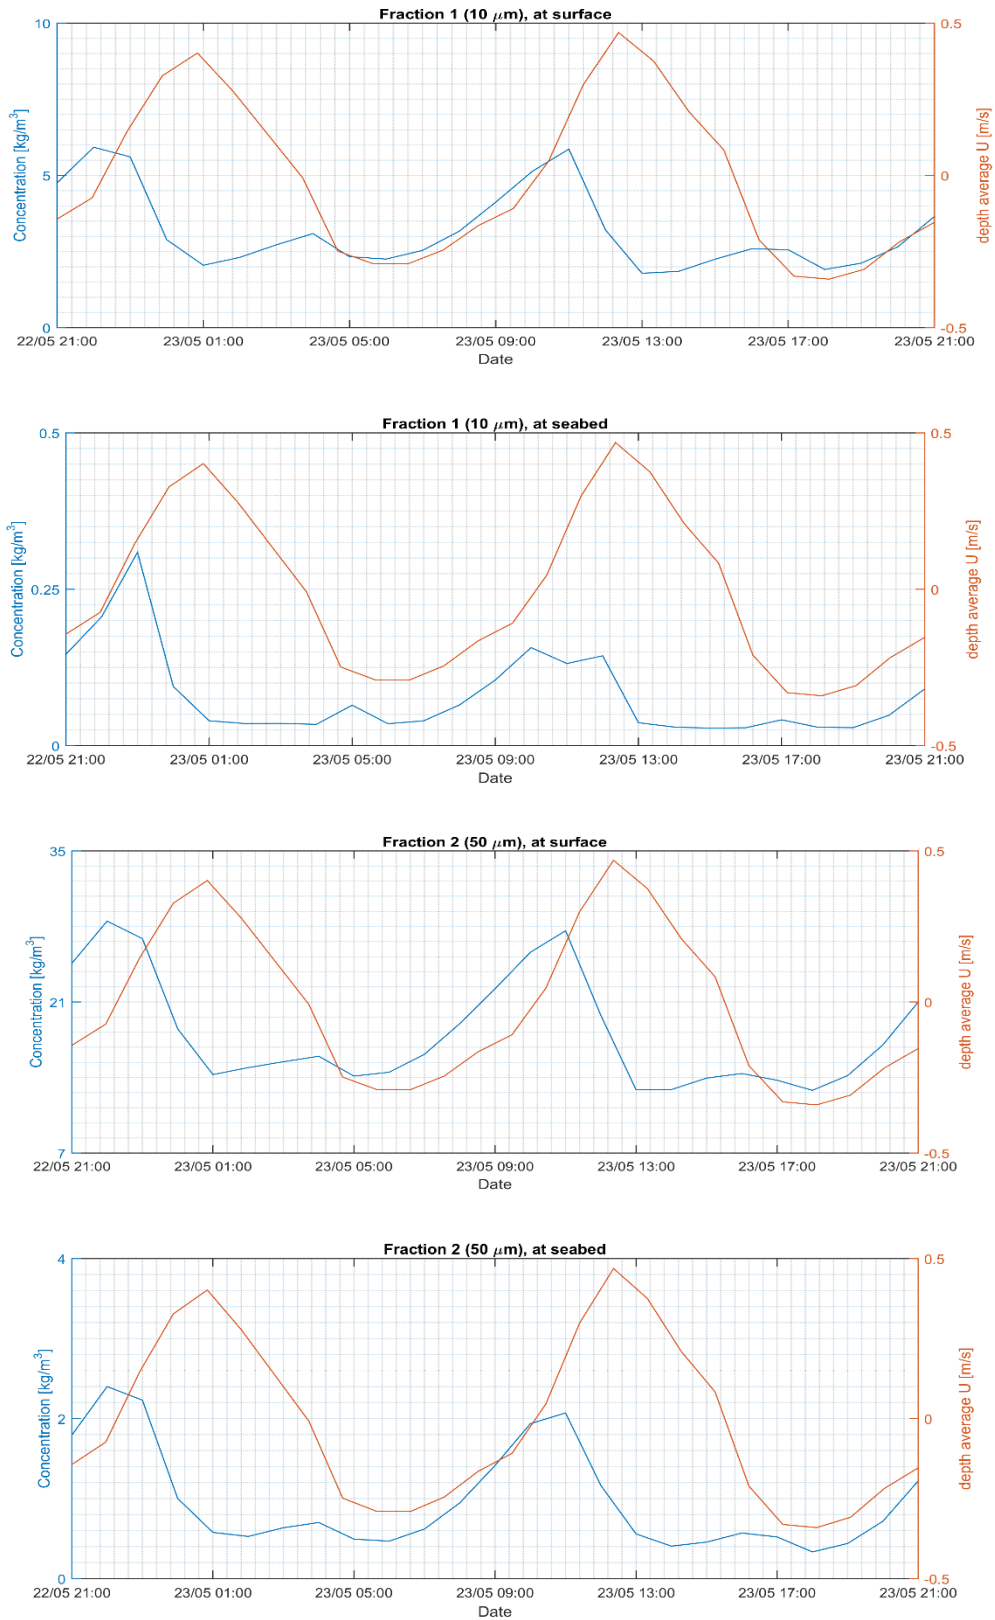 Fraction 1 (10 μm), at surface
10
5
0
Concentration [kg/m³]
0.5
0
-0.5
depth average U [m/s]
22/05 21:00 23/05 01:00 23/05 05:00 23/05 09:00 23/05 13:00 23/05 17:00 23/05 21:00
Date
Fraction 1 (10 μm), at seabed
0.5
0.25
0
Concentration [kg/m³]
0.5
0
-0.5
depth average U [m/s]
22/05 21:00 23/05 01:00 23/05 05:00 23/05 09:00 23/05 13:00 23/05 17:00 23/05 21:00
Date
Fraction 2 (50 μm), at surface
35
21
7
Concentration [kg/m³]
0.5
0
-0.5
depth average U [m/s]
22/05 21:00 23/05 01:00 23/05 05:00 23/05 09:00 23/05 13:00 23/05 17:00 23/05 21:00
Date
Fraction 2 (50 μm), at seabed
4
2
0
Concentration [kg/m³]
0.5
0
-0.5
depth average U [m/s]
22/05 21:00 23/05 01:00 23/05 05:00 23/05 09:00 23/05 13:00 23/05 17:00 23/05 21:00
Date